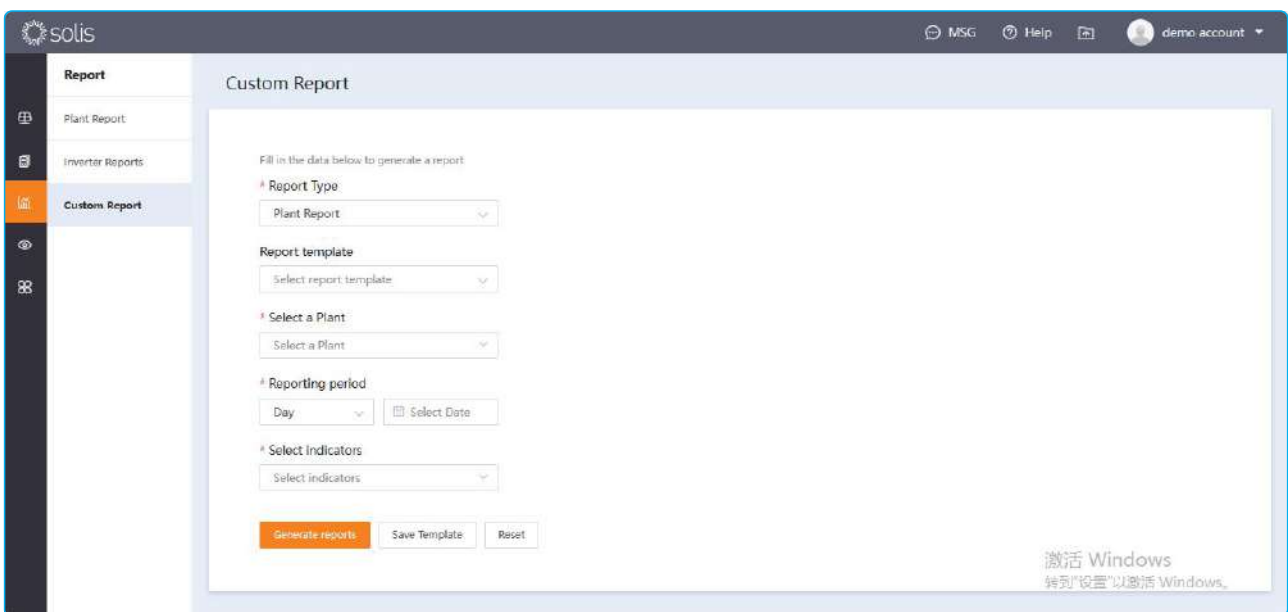 solis
MSG Help demo account
Report
Custom Report
Plant Report
Inverter Reports
Custom Report
Fill in the data below to generate a report
* Report Type
Plant Report
Report template
Select report template
* Select a Plant
Select a Plant
* Reporting period
Day Select Date
* Select Indicators
Select indicators
Generate reports Save Template Reset
激活 Windows
转到"设置"以激活 Windows。